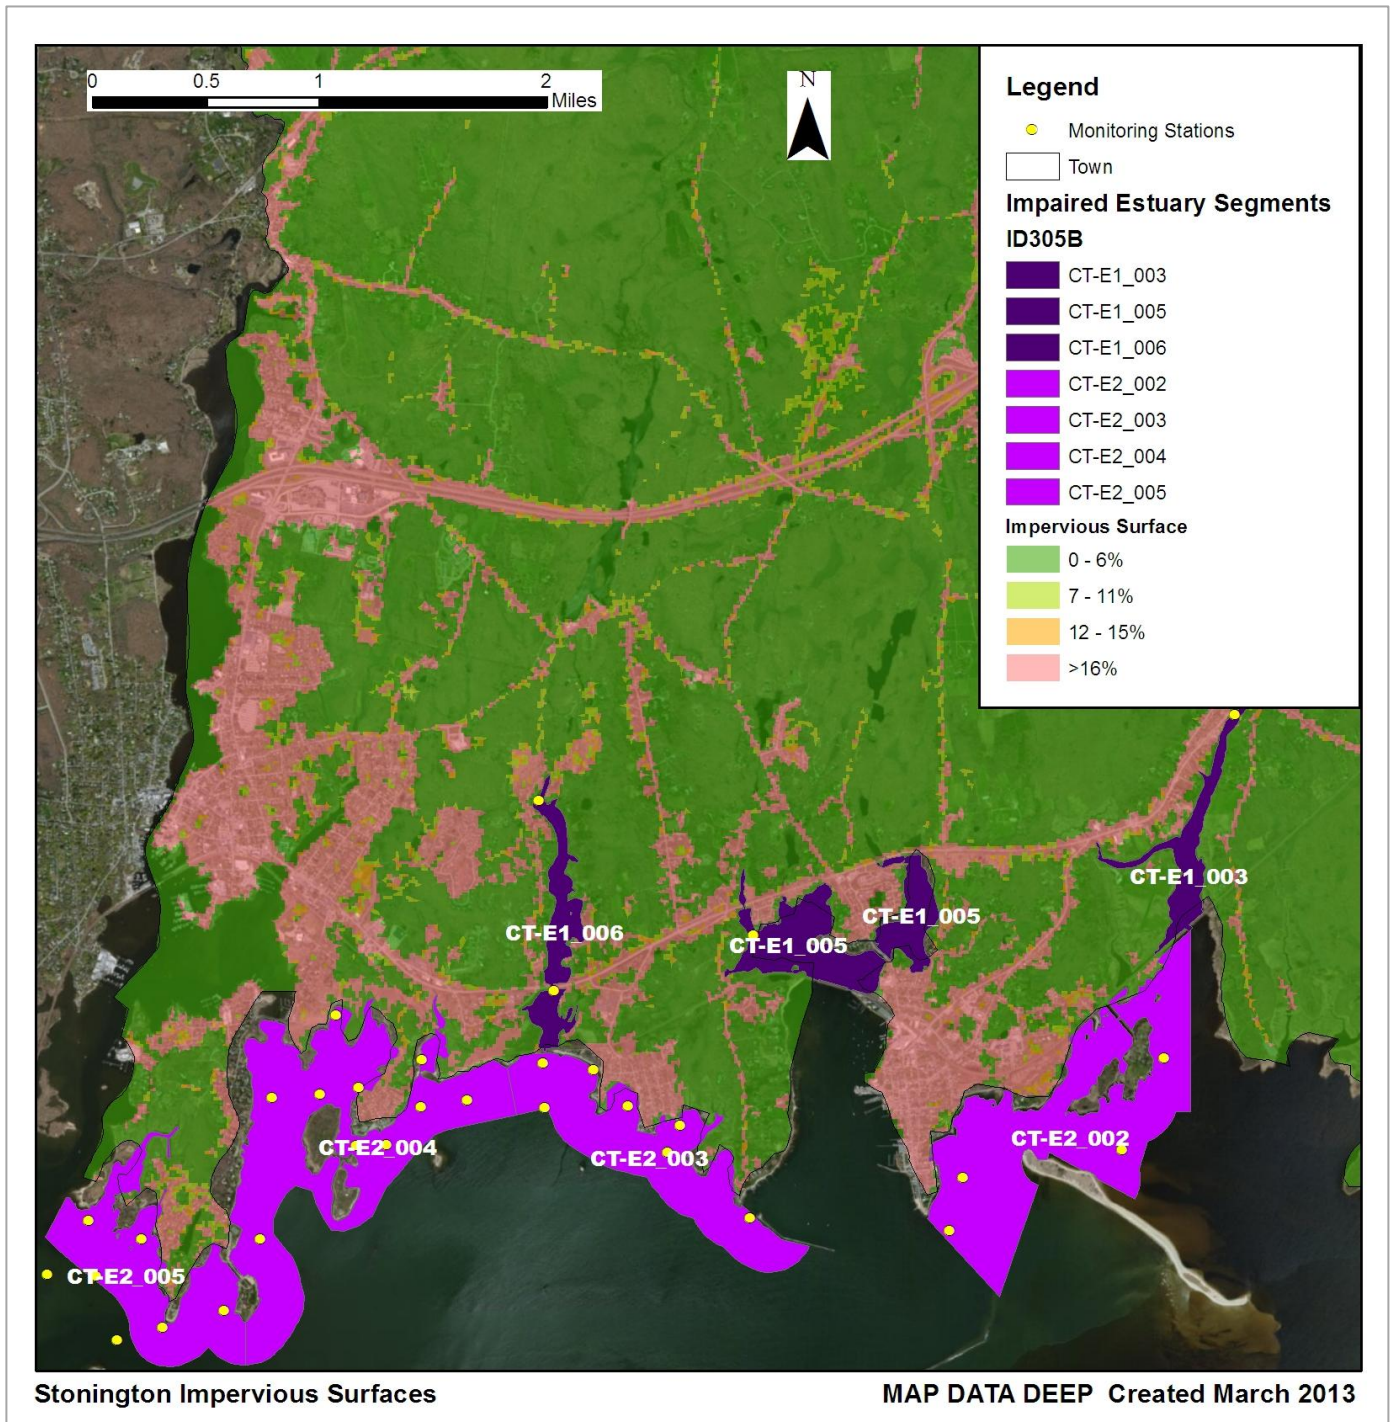 0 0.5 1 2
Miles
N
Legend
Monitoring Stations
Town
Impaired Estuary Segments
ID305B
CT-E1_003
CT-E1_005
CT-E1_006
CT-E2_002
CT-E2_003
CT-E2_004
CT-E2_005
Impervious Surface
0 - 6%
7 - 11%
12 - 15%
>16%
CT-E1_003
CT-E1_005
CT-E1_006
CT-E1_005
CT-E2_002
CT-E2_004
CT-E2_003
CT-E2_005
Stonington Impervious Surfaces
MAP DATA DEEP Created March 2013